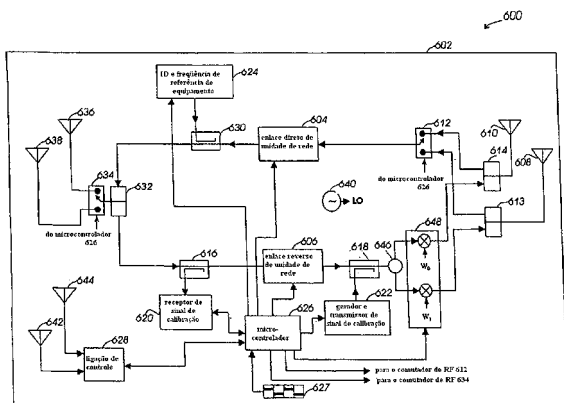 600
602
ID e freqüência de
referência de
equipamento
624
636
638
630
enlace direto de
unidade de rede
604
612
610
614
608
634
632
do microcontrolador
626
640
LO
do microcontrolador
626
613
648
616
enlace reverso
de unidade de
rede
606
618
646
W₀
W₁
644
642
receptor de
sinal de
calibração
620
626
micro-
controlador
gerador e
transmissor de
sinal de calibração
622
628
ligação de
controle
627
para o comutador de RF 612
para o comutador de RF 634